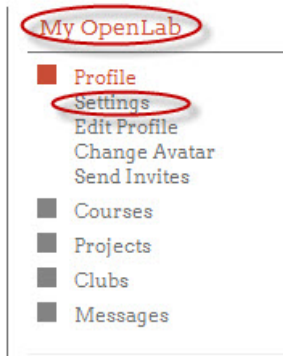 My OpenLab
Profile
Settings
Edit Profile
Change Avatar
Send Invites
Courses
Projects
Clubs
Messages